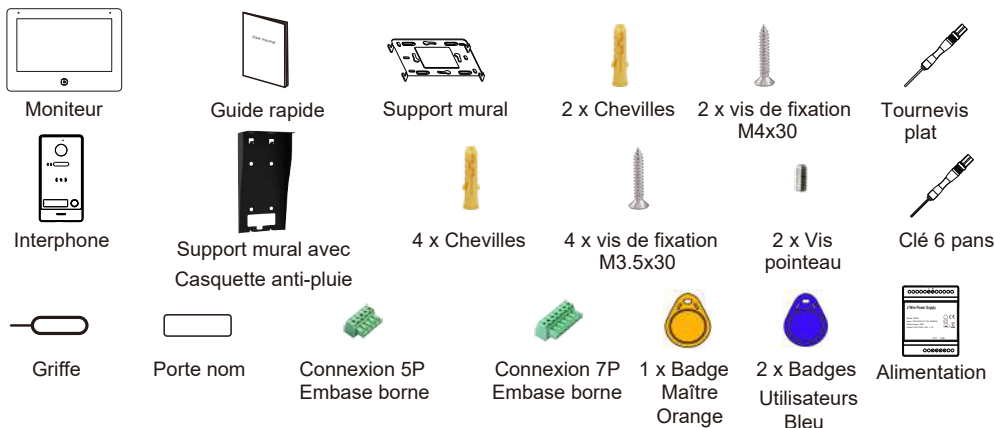 User manual
Moniteur
Guide rapide
Support mural
2 x Chevilles
2 x vis de fixation
M4x30
Tournevis
plat
Interphone
Support mural avec
Casquette anti-pluie
4 x Chevilles
4 x vis de fixation
M3.5x30
2 x Vis
pointeau
Clé 6 pans
Griffe
Porte nom
Connexion 5P
Embase borne
Connexion 7P
Embase borne
1 x Badge
Maître
Orange
2 x Badges
Utilisateurs
Bleu
Alimentation